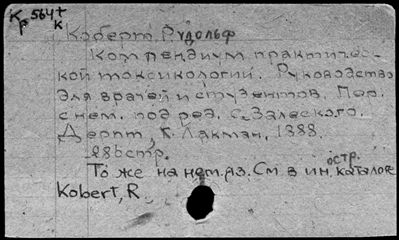 Кр 564+к
Коберт, Рудольф
Компендиум практичес-
кой токсикологии. Руководство
для врачей и студентов. Пер.
с нем. под ред. С. Залеского.
Дерпт, К. Лакман, 1888.
286 стр.
То же на нем. яз. См. в ин остр. каталоге
Kobert, R